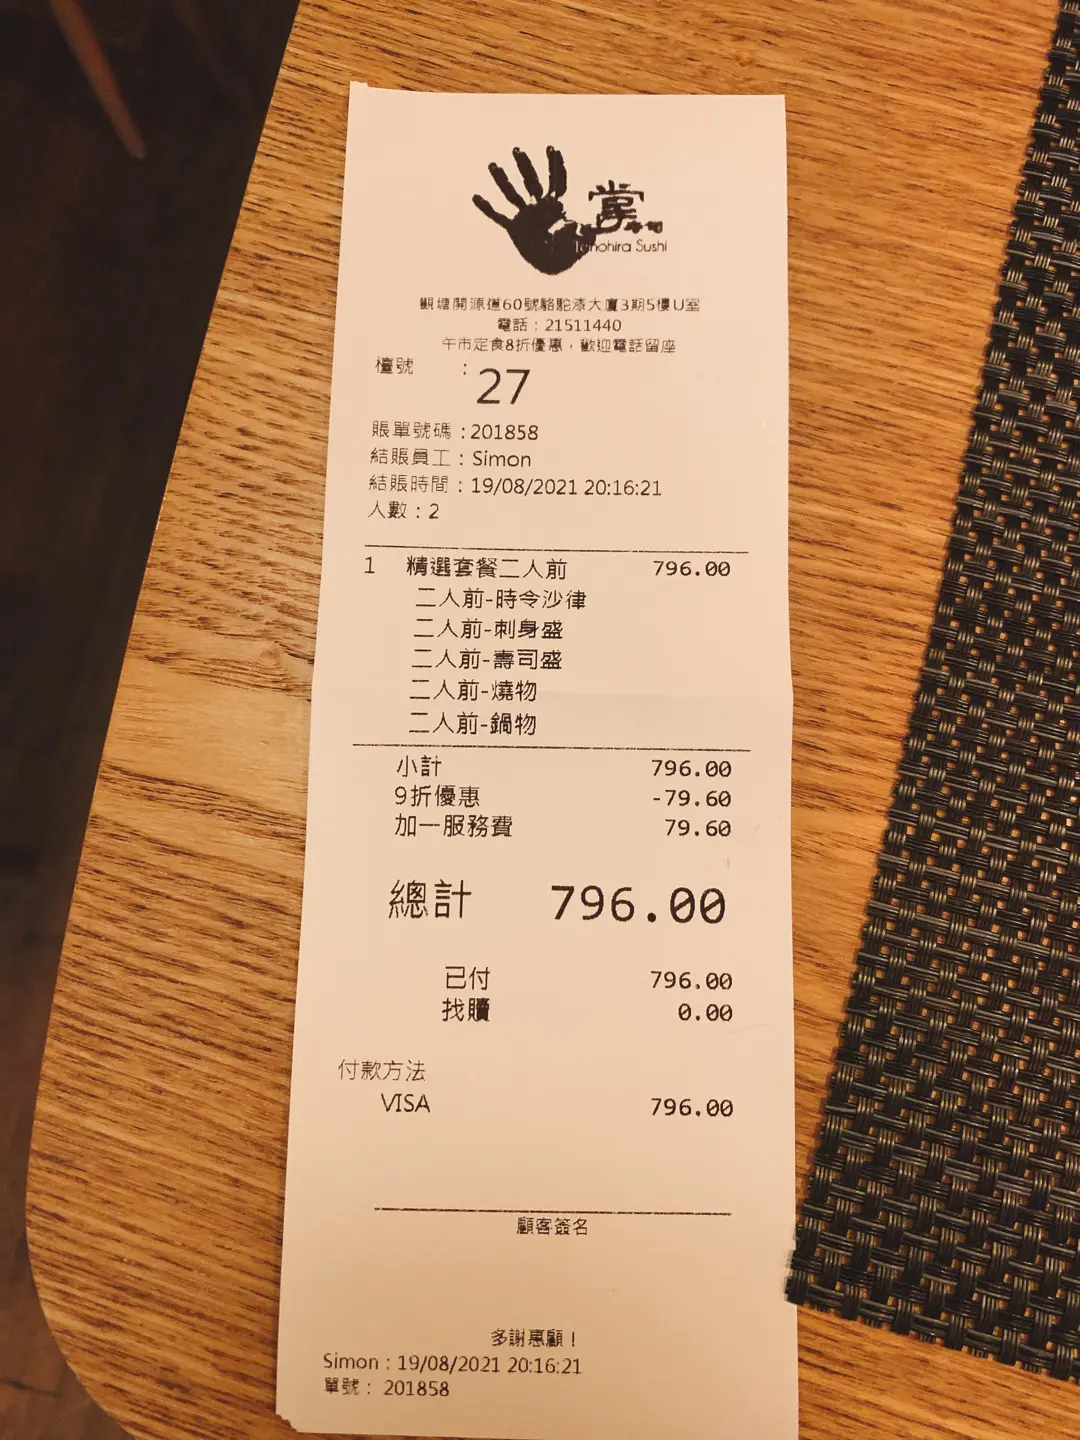 掌
壽司
Tenohira Sushi
觀塘開源道60號駱駝漆大廈3期5樓U室
電話：21511440
午市定食8折優惠，歡迎電話留座
檯號 : 27
賬單號碼：201858
結賬員工：Simon
結賬時間：19/08/2021 20:16:21
人數：2
1 精選套餐二人前 796.00
二人前-時令沙律
二人前-刺身盛
二人前-壽司盛
二人前-燒物
二人前-鍋物
小計 796.00
9折優惠 -79.60
加一服務費 79.60
總計 796.00
已付 796.00
找贖 0.00
付款方法
VISA 796.00
顧客簽名
多謝惠顧！
Simon：19/08/2021 20:16:21
單號： 201858